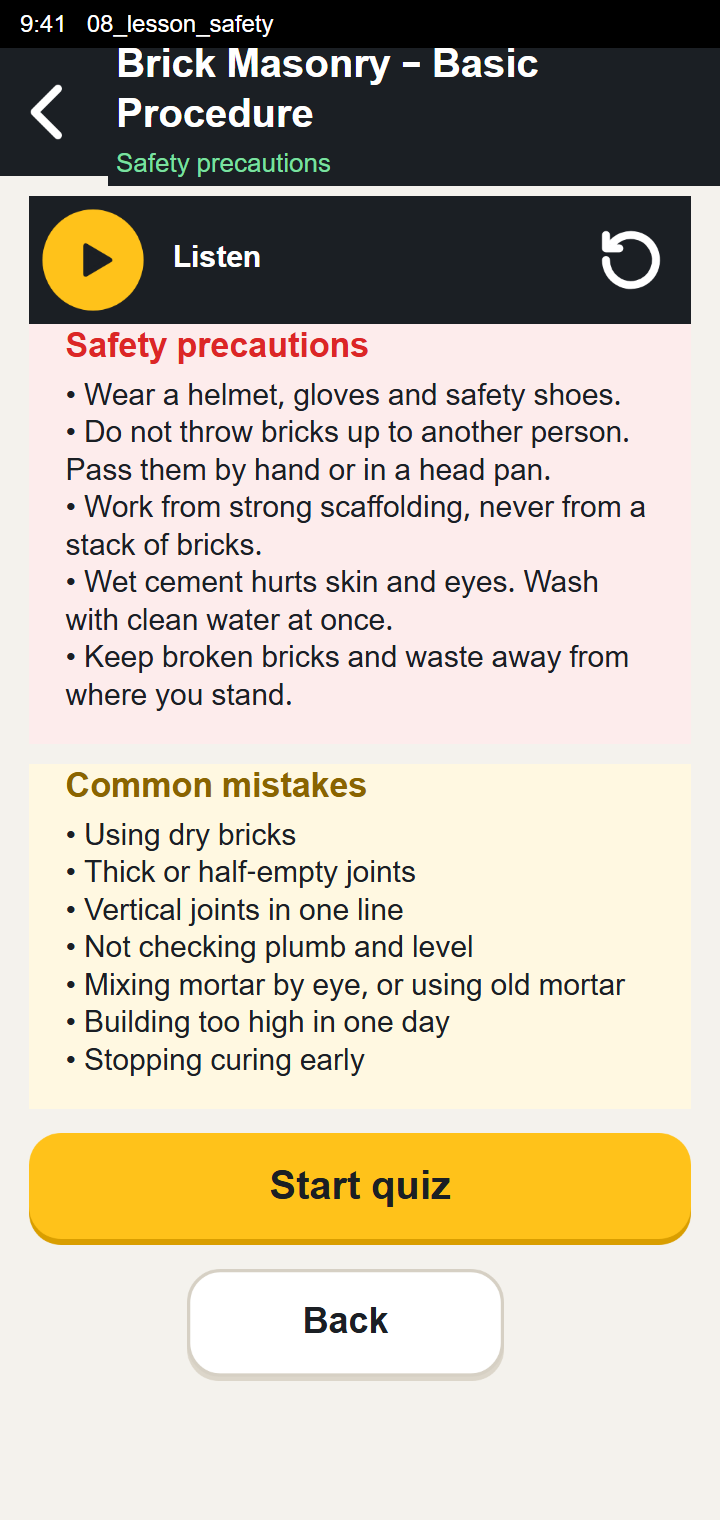 9:41 08_lesson_safety
Brick Masonry – Basic
Procedure
Safety precautions
Listen
Safety precautions
• Wear a helmet, gloves and safety shoes.
• Do not throw bricks up to another person.
Pass them by hand or in a head pan.
• Work from strong scaffolding, never from a
stack of bricks.
• Wet cement hurts skin and eyes. Wash
with clean water at once.
• Keep broken bricks and waste away from
where you stand.
Common mistakes
• Using dry bricks
• Thick or half-empty joints
• Vertical joints in one line
• Not checking plumb and level
• Mixing mortar by eye, or using old mortar
• Building too high in one day
• Stopping curing early
Start quiz
Back